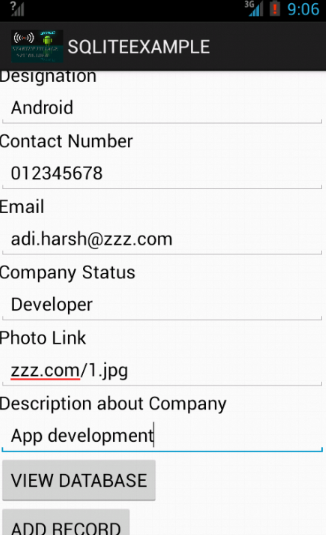 3G 9:06
SQLITEEXAMPLE
Designation
Android
Contact Number
012345678
Email
adi.harsh@zzz.com
Company Status
Developer
Photo Link
zzz.com/1.jpg
Description about Company
App development
VIEW DATABASE
ADD RECORD